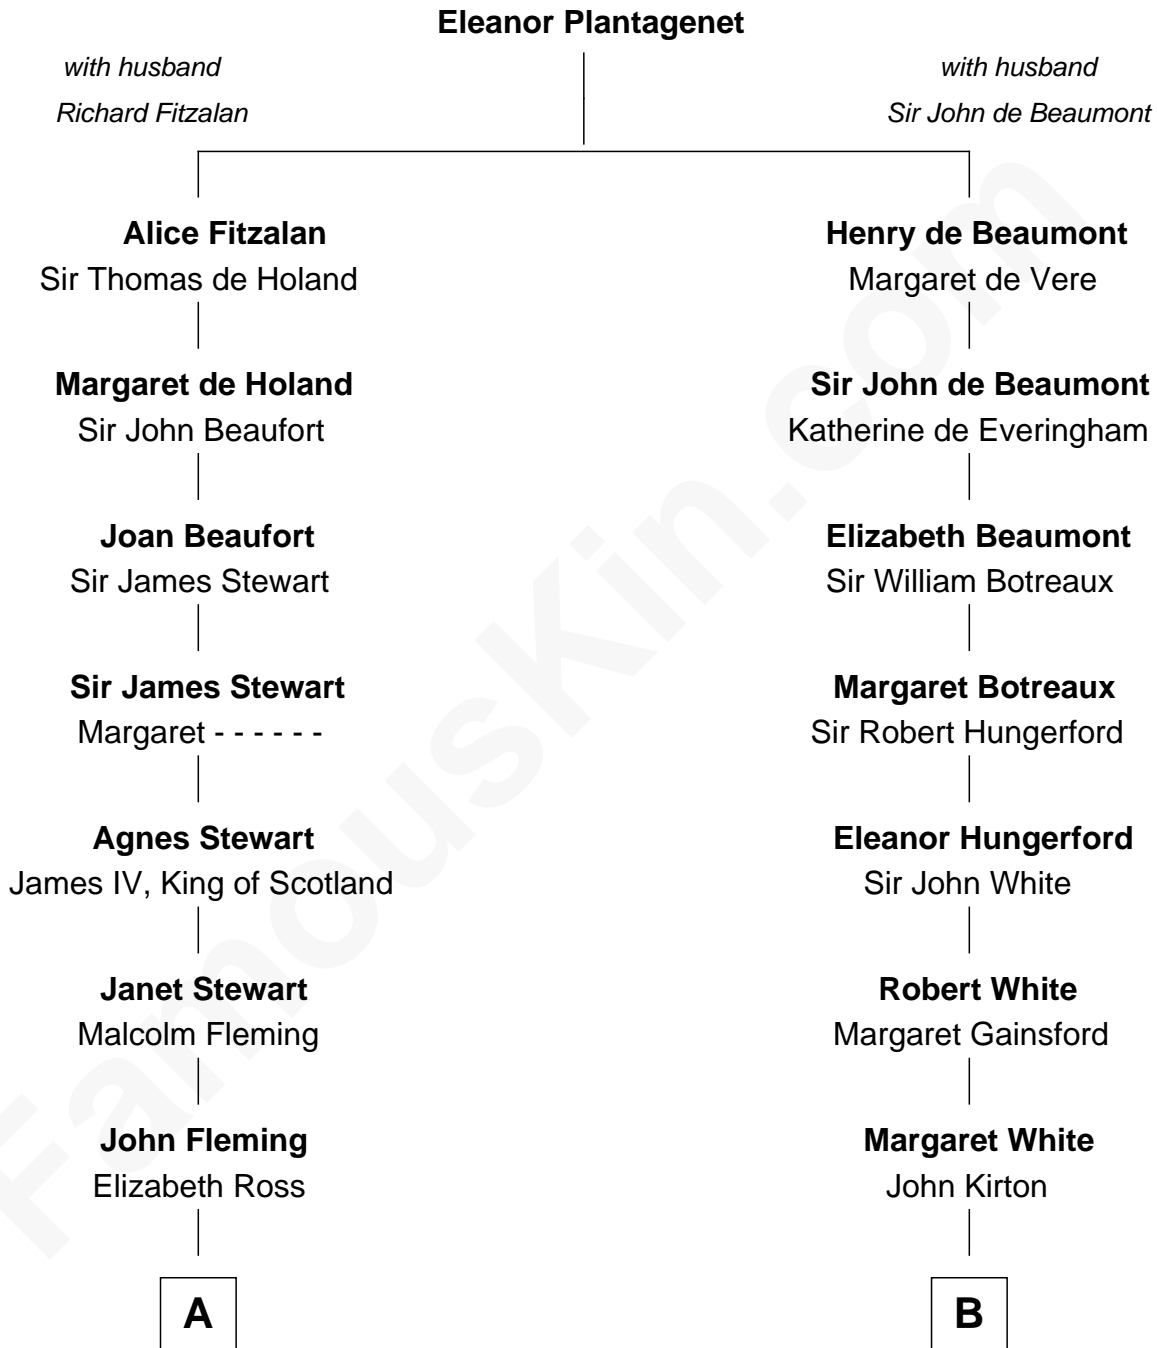 Eleanor Plantagenet
with husband
Richard Fitzalan
with husband
Sir John de Beaumont
Alice Fitzalan
Sir Thomas de Holand
Henry de Beaumont
Margaret de Vere
Margaret de Holand
Sir John Beaufort
Sir John de Beaumont
Katherine de Everingham
Joan Beaufort
Sir James Stewart
Elizabeth Beaumont
Sir William Botreaux
Sir James Stewart
Margaret - - - - - -
Margaret Botreaux
Sir Robert Hungerford
Agnes Stewart
James IV, King of Scotland
Eleanor Hungerford
Sir John White
Janet Stewart
Malcolm Fleming
Robert White
Margaret Gainsford
John Fleming
Elizabeth Ross
Margaret White
John Kirton
A
B
FamousKin.com